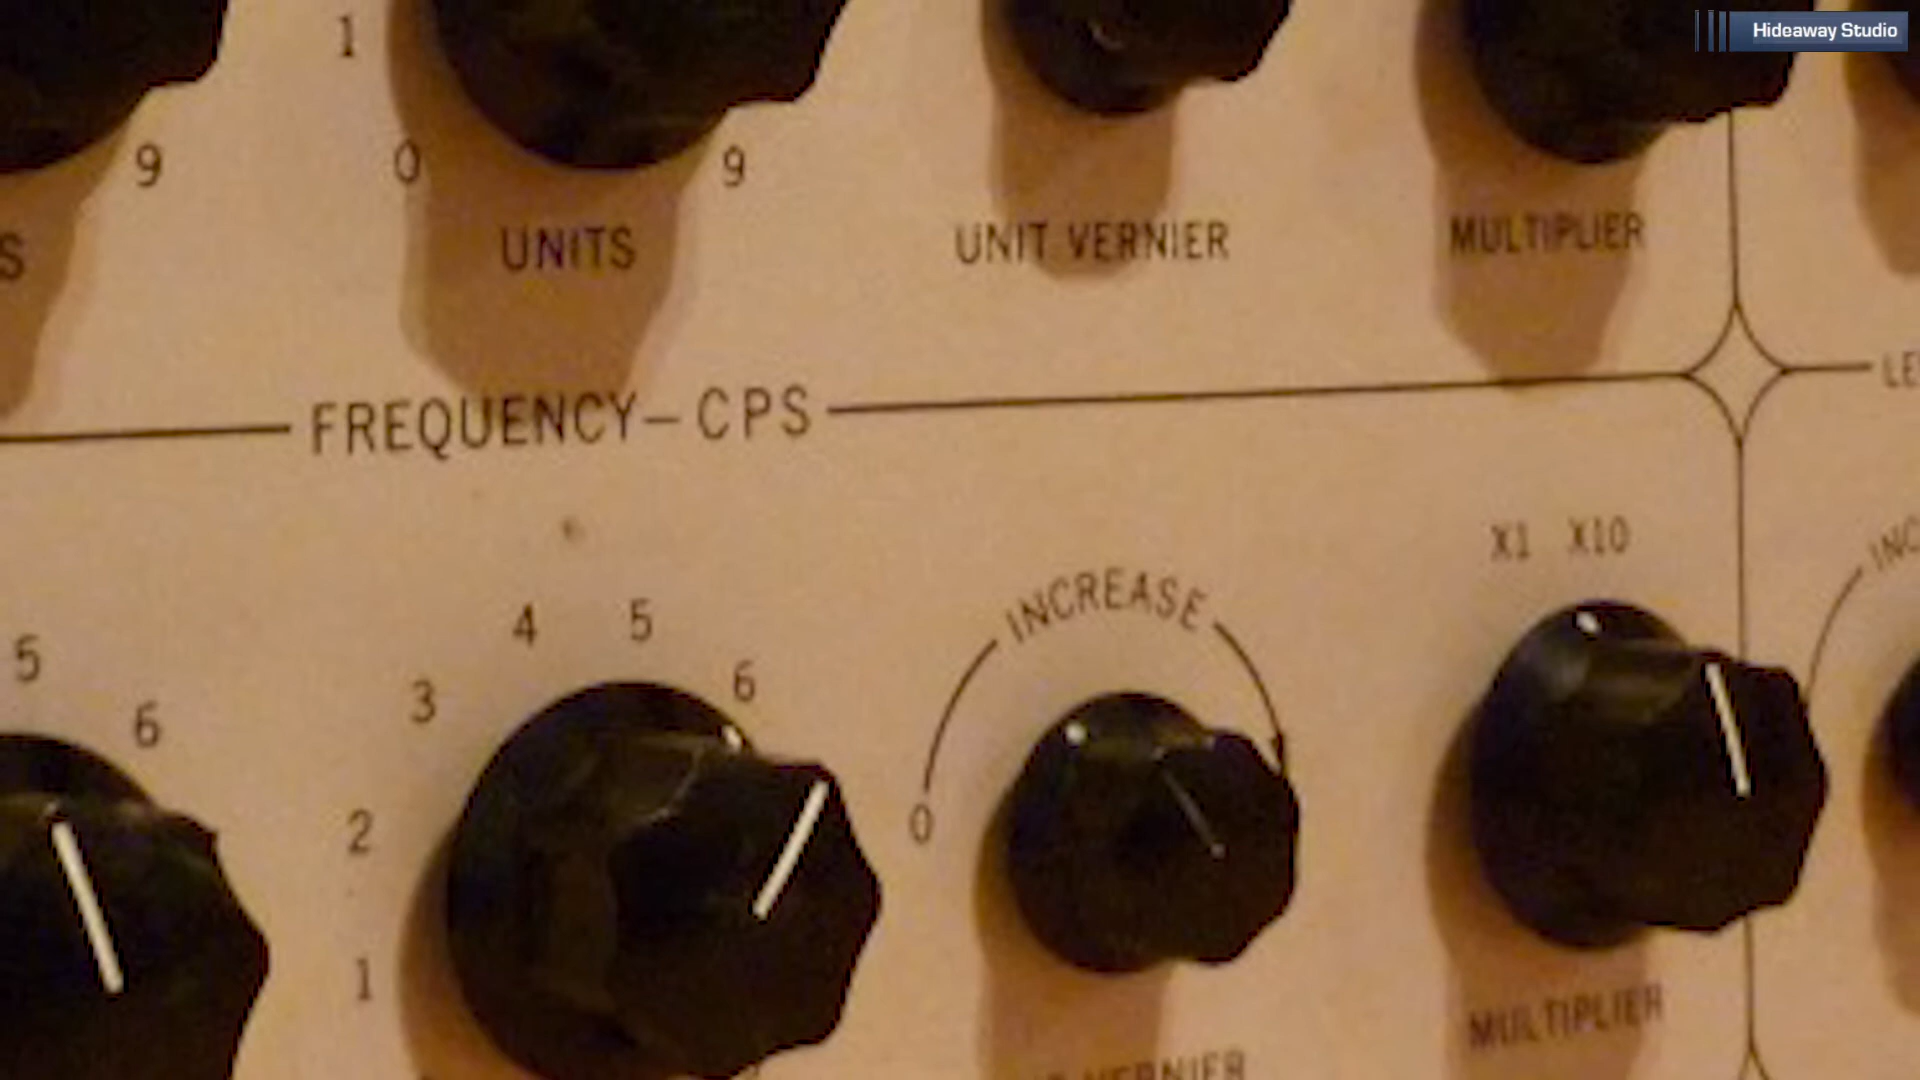 Hideaway Studio
1
9 0 9
UNITS UNIT VERNIER MULTIPLIER
FREQUENCY–CPS
X1 X10
INCREASE
4 5
5 3 6
6
2 0
1
MULTIPLIER
VERNIER